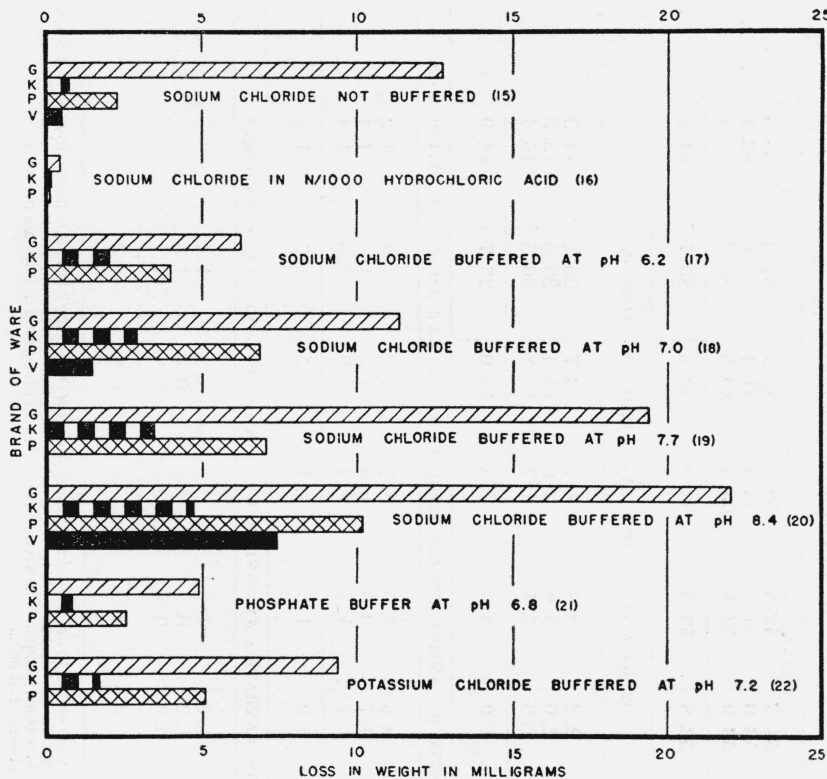 0 5 10 15 20 25
G
K
P SODIUM CHLORIDE NOT BUFFERED (15)
V
G
K SODIUM CHLORIDE IN N/1000 HYDROCHLORIC ACID (16)
P
G
K SODIUM CHLORIDE BUFFERED AT pH 6.2 (17)
P
G
K
P SODIUM CHLORIDE BUFFERED AT pH 7.0 (18)
V
BRAND OF WARE
G
K
P SODIUM CHLORIDE BUFFERED AT pH 7.7 (19)
G
K
P SODIUM CHLORIDE BUFFERED AT pH 8.4 (20)
V
G
K PHOSPHATE BUFFER AT pH 6.8 (21)
P
G
K POTASSIUM CHLORIDE BUFFERED AT pH 7.2 (22)
P
0 5 10 15 20 25
LOSS IN WEIGHT IN MILLIGRAMS